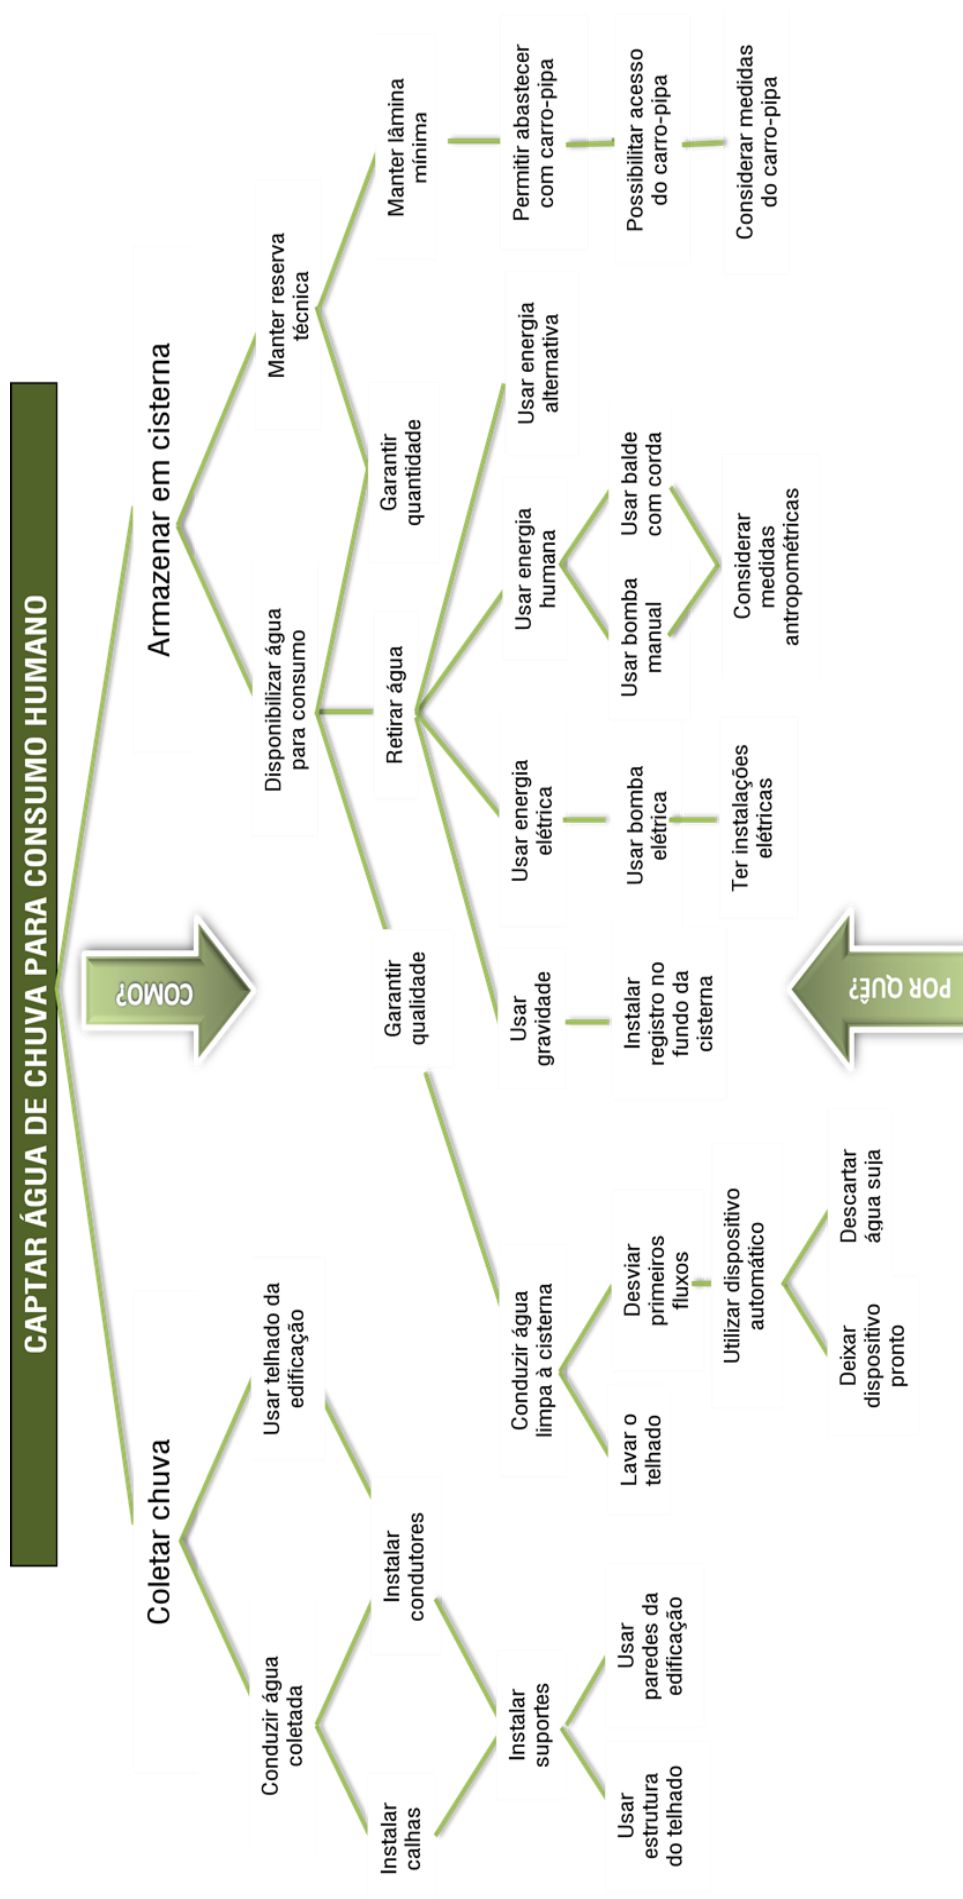 CAPTAR ÁGUA DE CHUVA PARA CONSUMO HUMANO
COMO?
Coletar chuva
Armazenar em cisterna
Conduzir água
coletada
Usar telhado da
edificação
Disponibilizar água
para consumo
Manter reserva
técnica
Instalar
calhas
Instalar
condutores
Garantir
qualidade
Retirar água
Garantir
quantidade
Manter lâmina
mínima
Instalar
suportes
Conduzir água
limpa à cisterna
Usar
gravidade
Usar energia
elétrica
Usar energia
humana
Usar energia
alternativa
Permitir abastecer
com carro-pipa
Usar
estrutura
do telhado
Usar
paredes da
edificação
Lavar o
telhado
Desviar
primeiros
fluxos
Instalar
registro no
fundo da
cisterna
Usar bomba
elétrica
Usar bomba
manual
Usar balde
com corda
Possibilitar acesso
do carro-pipa
Utilizar dispositivo
automático
Ter instalações
elétricas
Considerar
medidas
antropométricas
Considerar medidas
do carro-pipa
Deixar
dispositivo
pronto
Descartar
água suja
POR QUÊ?